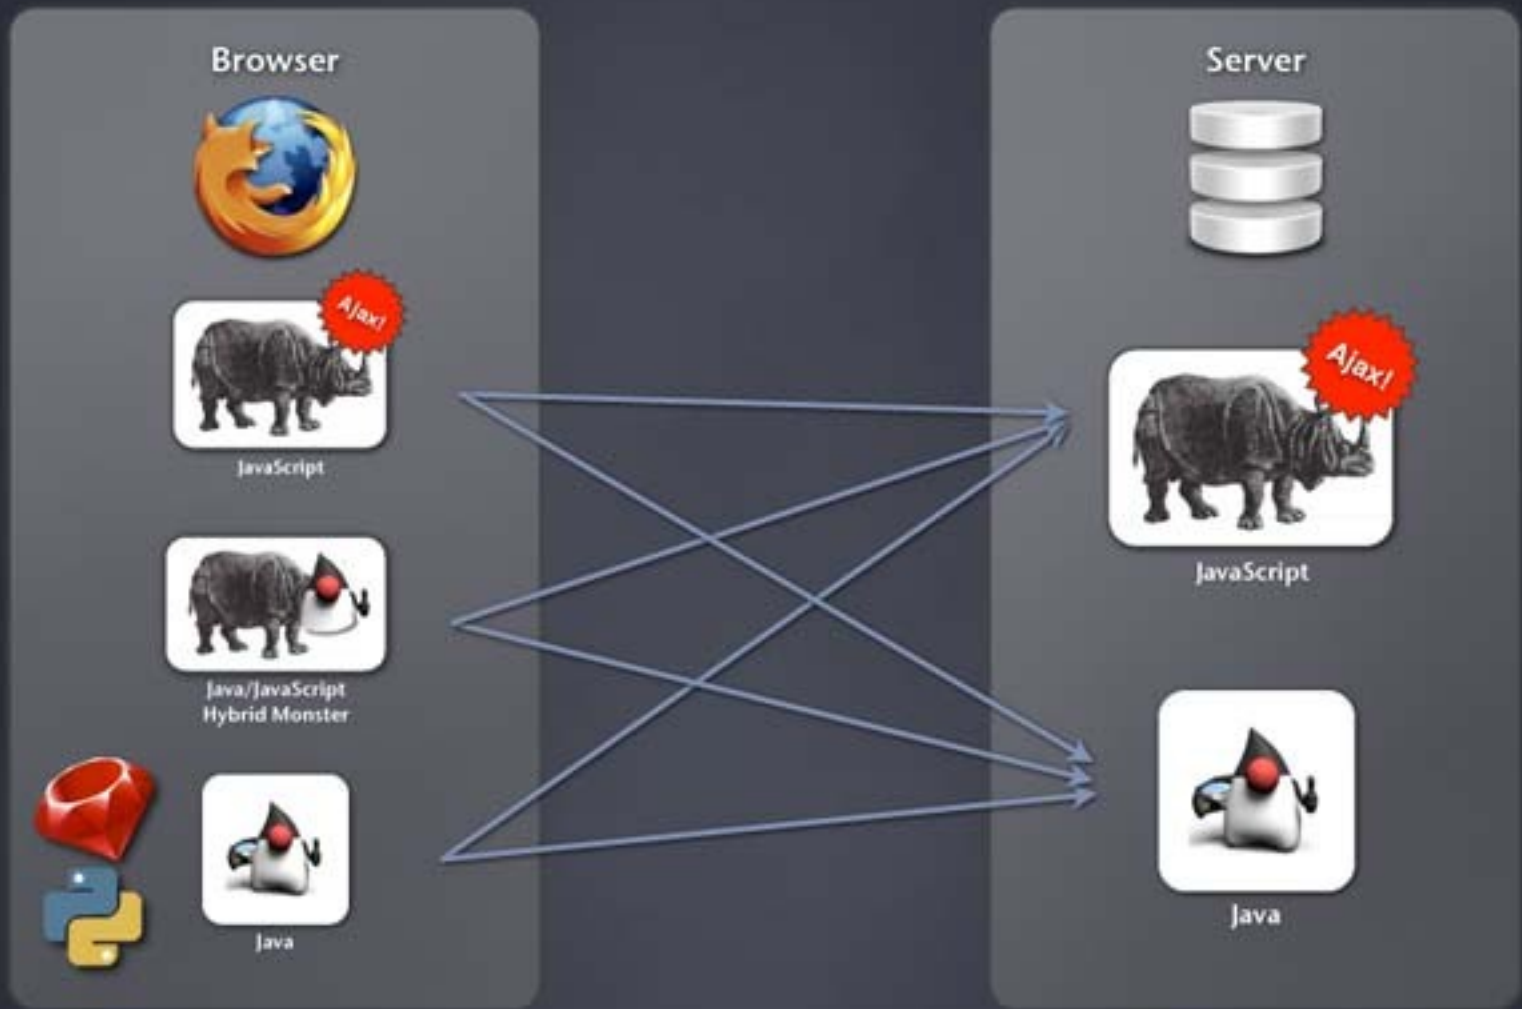 Browser
Ajax!
JavaScript
Java/JavaScript
Hybrid Monster
Java
Server
Ajax!
JavaScript
Java